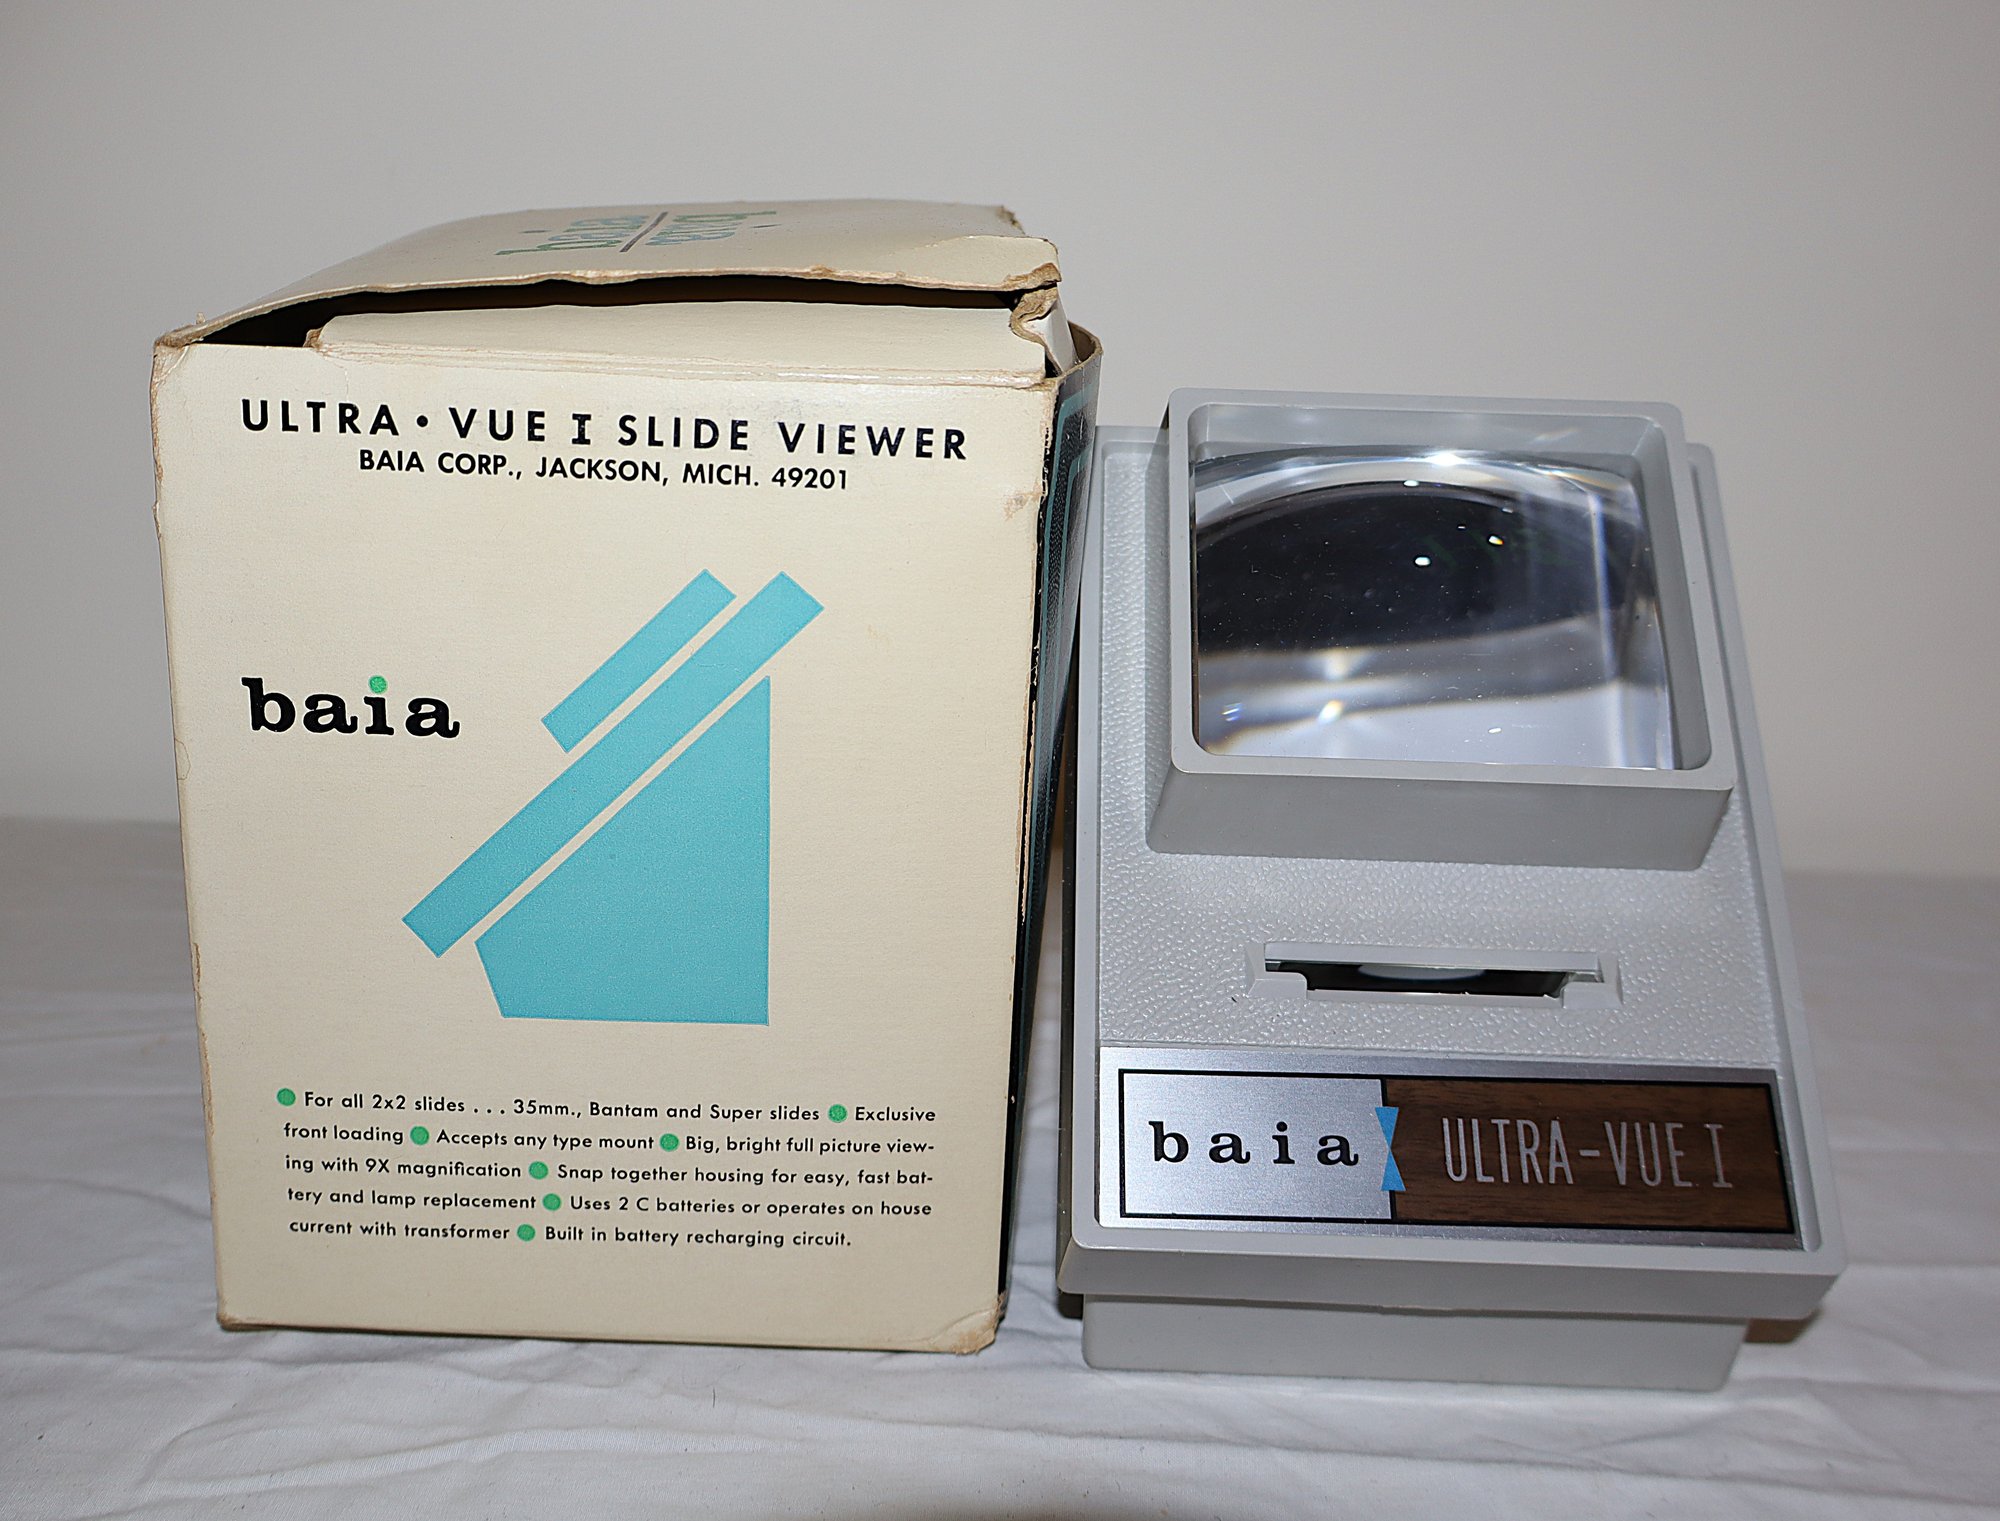 baia
baia
ULTRA • VUE I SLIDE VIEWER
BAIA CORP., JACKSON, MICH. 49201
baia
● For all 2x2 slides . . . 35mm., Bantam and Super slides ● Exclusive
front loading ● Accepts any type mount ● Big, bright full picture view-
ing with 9X magnification ● Snap together housing for easy, fast bat-
tery and lamp replacement ● Uses 2 C batteries or operates on house
current with transformer ● Built in battery recharging circuit.
baia ULTRA-VUE I